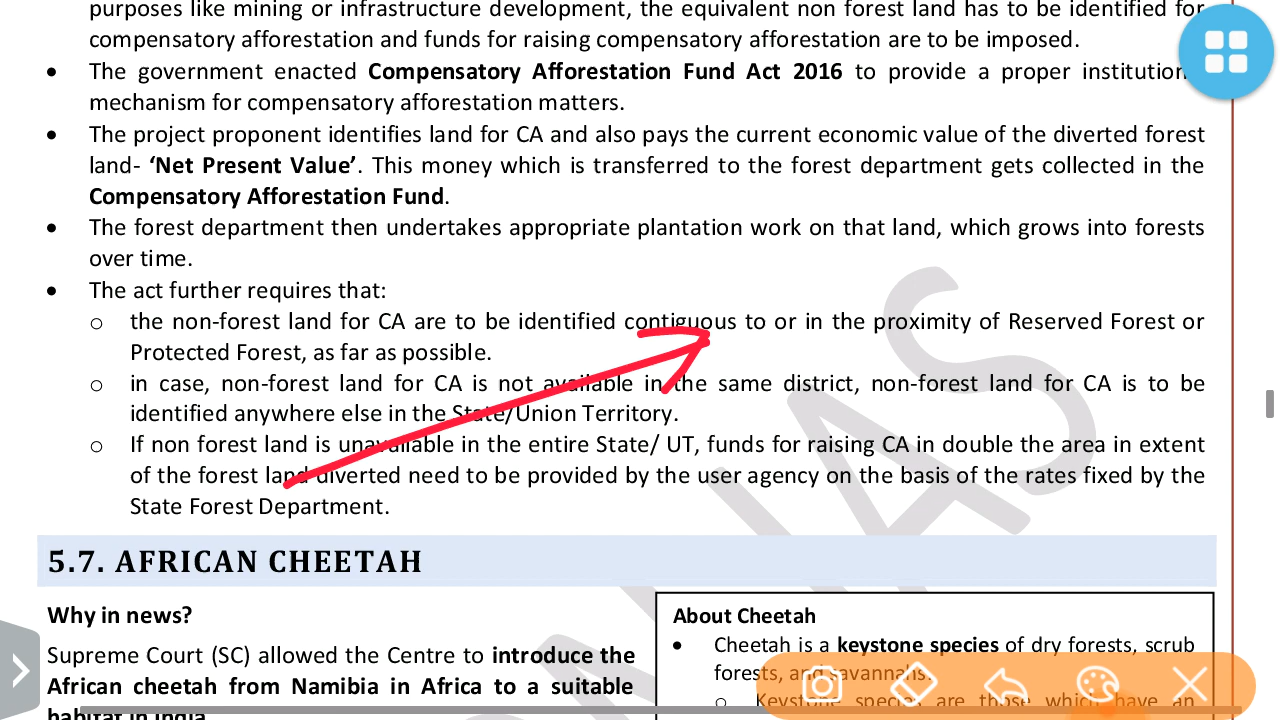 purposes like mining or infrastructure development, the equivalent non forest land has to be identified for
compensatory afforestation and funds for raising compensatory afforestation are to be imposed.
• The government enacted Compensatory Afforestation Fund Act 2016 to provide a proper institution
mechanism for compensatory afforestation matters.
• The project proponent identifies land for CA and also pays the current economic value of the diverted forest
land- ‘Net Present Value’. This money which is transferred to the forest department gets collected in the
Compensatory Afforestation Fund.
• The forest department then undertakes appropriate plantation work on that land, which grows into forests
over time.
• The act further requires that:
o the non-forest land for CA are to be identified contiguous to or in the proximity of Reserved Forest or
Protected Forest, as far as possible.
o in case, non-forest land for CA is not available in the same district, non-forest land for CA is to be
identified anywhere else in the State/Union Territory.
o If non forest land is unavailable in the entire State/ UT, funds for raising CA in double the area in extent
of the forest land diverted need to be provided by the user agency on the basis of the rates fixed by the
State Forest Department.
5.7. AFRICAN CHEETAH
Why in news?
Supreme Court (SC) allowed the Centre to introduce the
African cheetah from Namibia in Africa to a suitable
habitat in India
About Cheetah
• Cheetah is a keystone species of dry forests, scrub
forests, and savannahs.
o Keystone species are those which have an